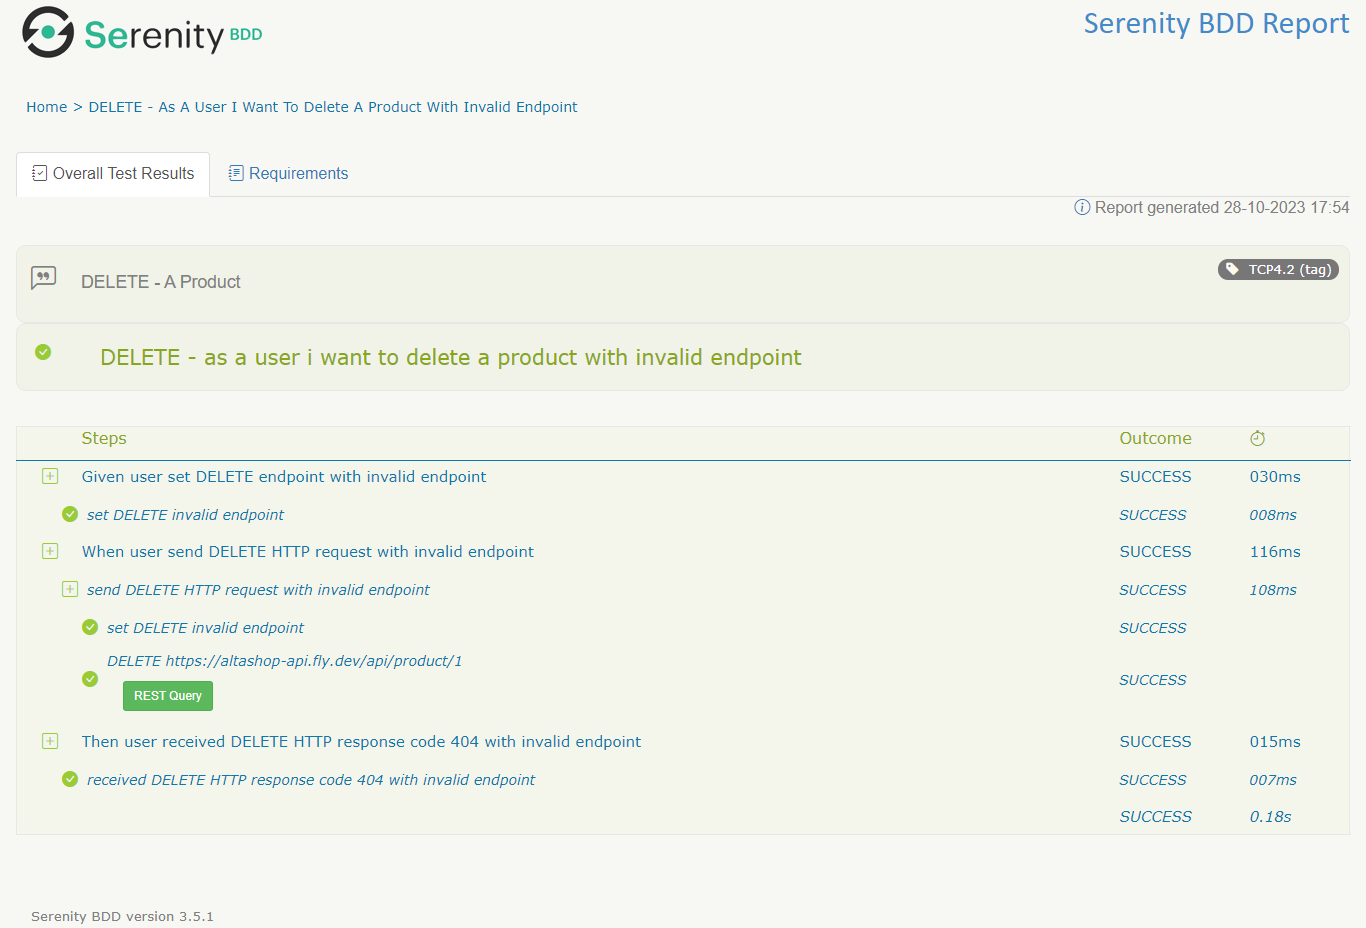 Serenity BDD
Serenity BDD Report
Home > DELETE - As A User I Want To Delete A Product With Invalid Endpoint
Overall Test Results
Requirements
Report generated 28-10-2023 17:54
DELETE - A Product
TCP4.2 (tag)
DELETE - as a user i want to delete a product with invalid endpoint
Steps Outcome
Given user set DELETE endpoint with invalid endpoint SUCCESS 030ms
set DELETE invalid endpoint SUCCESS 008ms
When user send DELETE HTTP request with invalid endpoint SUCCESS 116ms
send DELETE HTTP request with invalid endpoint SUCCESS 108ms
set DELETE invalid endpoint SUCCESS
DELETE https://altashop-api.fly.dev/api/product/1
REST Query
SUCCESS
Then user received DELETE HTTP response code 404 with invalid endpoint SUCCESS 015ms
received DELETE HTTP response code 404 with invalid endpoint SUCCESS 007ms
SUCCESS 0.18s
Serenity BDD version 3.5.1